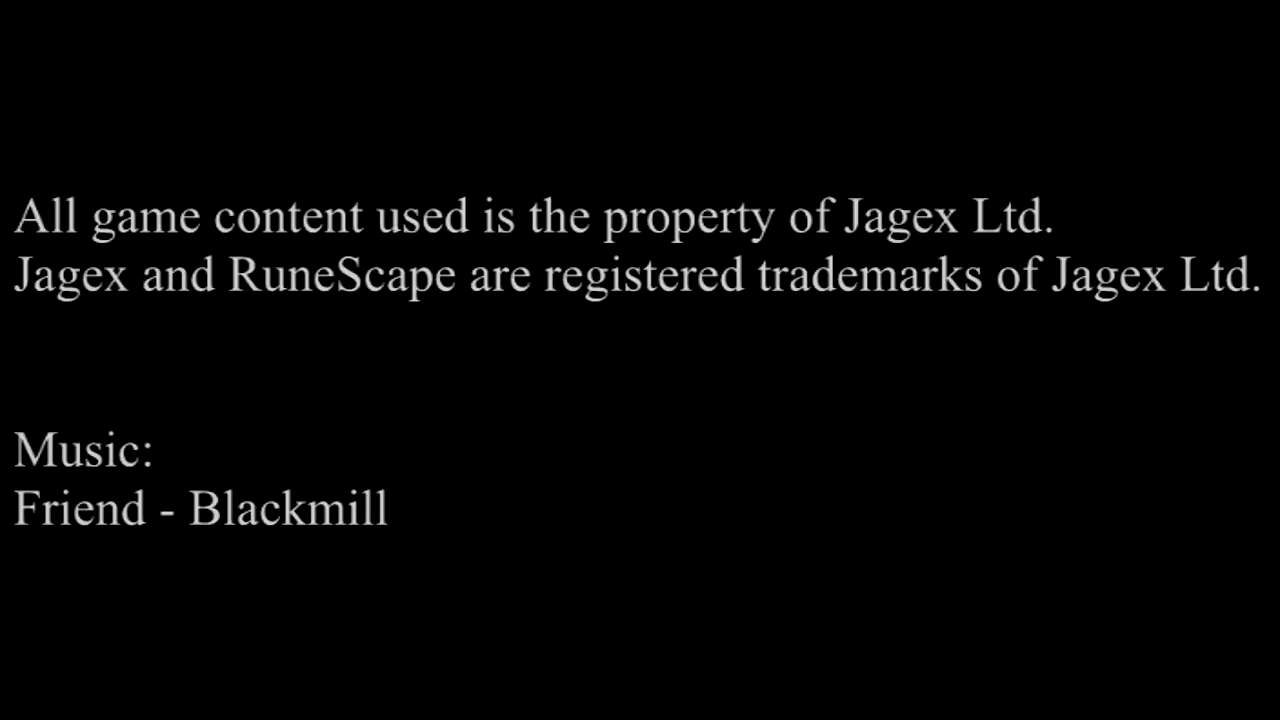 All game content used is the property of Jagex Ltd.
Jagex and RuneScape are registered trademarks of Jagex Ltd.
Music:
Friend - Blackmill